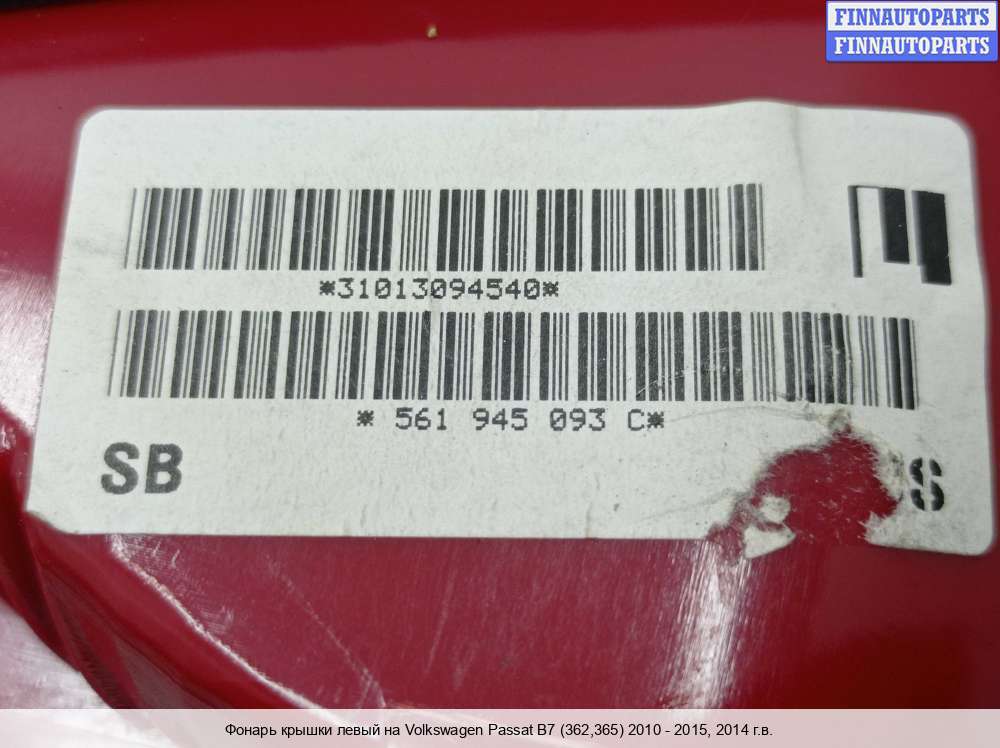 FINNAUTOPARTS
FINNAUTOPARTS
*31013094540*
* 561 945 093 C*
SB
Фонарь крышки левый на Volkswagen Passat B7 (362,365) 2010 - 2015, 2014 г.в.